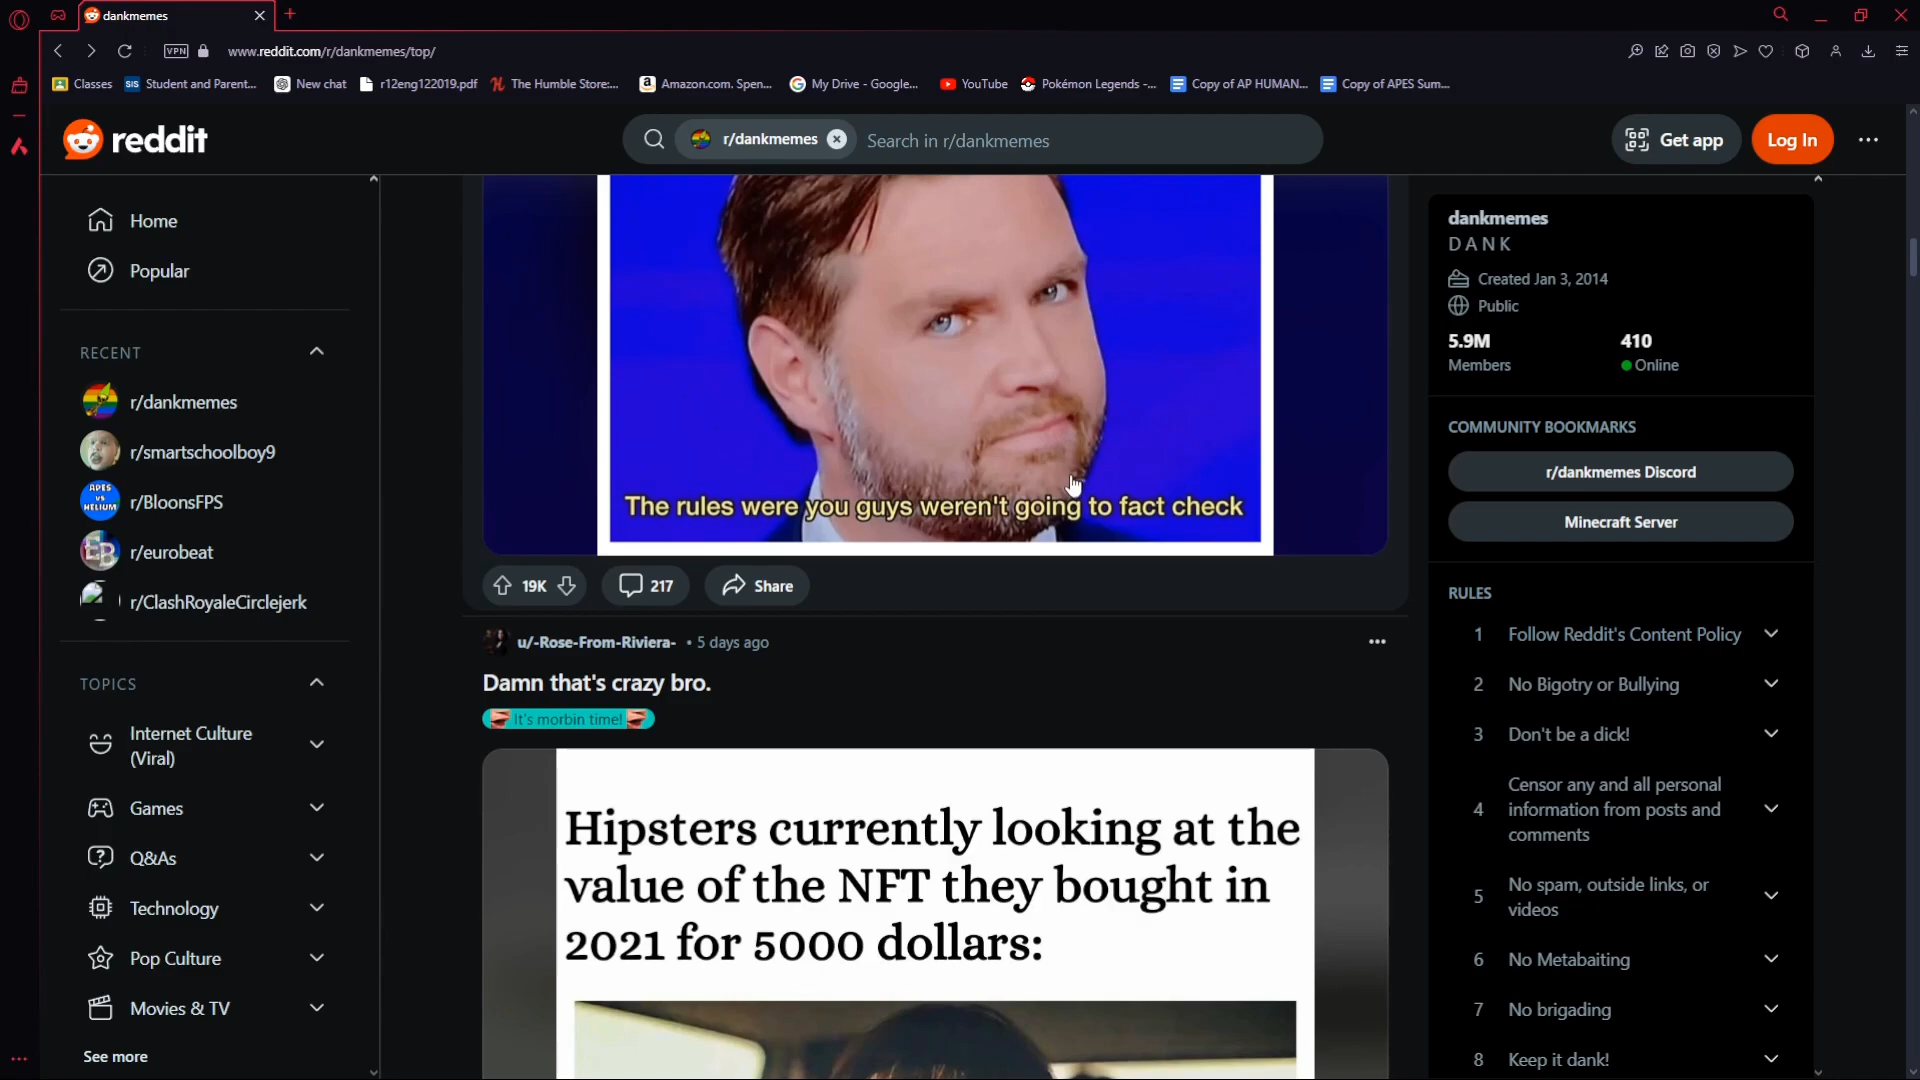 dankmemes
VPN
www.reddit.com/r/dankmemes/top/
Classes
SIS Student and Parent...
New chat
r12eng122019.pdf
The Humble Store:...
Amazon.com. Spen...
My Drive - Google...
YouTube
Pokémon Legends -...
Copy of AP HUMAN...
Copy of APES Sum...
reddit
r/dankmemes
Search in r/dankmemes
Get app
Log In
Home
Popular
RECENT
r/dankmemes
r/smartschoolboy9
APES VS HELIUM
r/BloonsFPS
EB
r/eurobeat
r/ClashRoyaleCirclejerk
TOPICS
Internet Culture
(Viral)
Games
Q&As
Technology
Pop Culture
Movies & TV
See more
The rules were you guys weren't going to fact check
19K
217
Share
u/-Rose-From-Riviera- • 5 days ago
Damn that's crazy bro.
It's morbin time!
Hipsters currently looking at the
value of the NFT they bought in
2021 for 5000 dollars:
dankmemes
D A N K
Created Jan 3, 2014
Public
5.9M
410
Members
Online
COMMUNITY BOOKMARKS
r/dankmemes Discord
Minecraft Server
RULES
1 Follow Reddit's Content Policy
2 No Bigotry or Bullying
3 Don't be a dick!
4 Censor any and all personal
information from posts and
comments
5 No spam, outside links, or
videos
6 No Metabaiting
7 No brigading
8 Keep it dank!